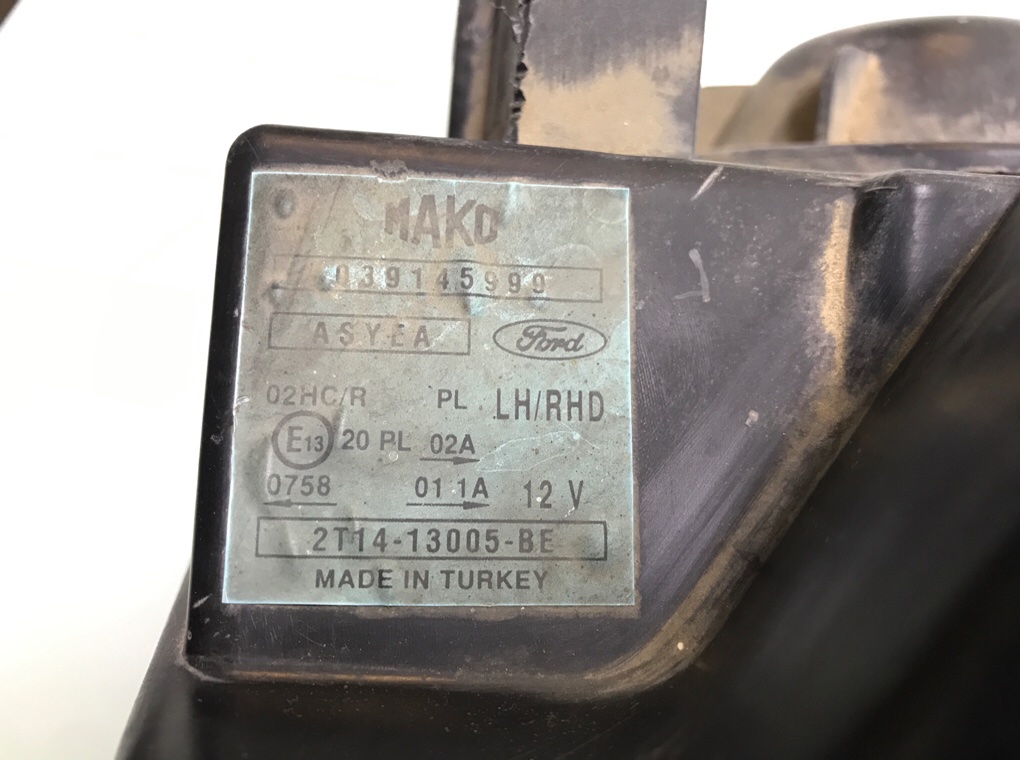 MAKO
039145999
ASYEA Ford
02HC/R PL LH/RHD
E13 20 PL 02A
0758 01 1A 12 V
2T14-13005-BE
MADE IN TURKEY